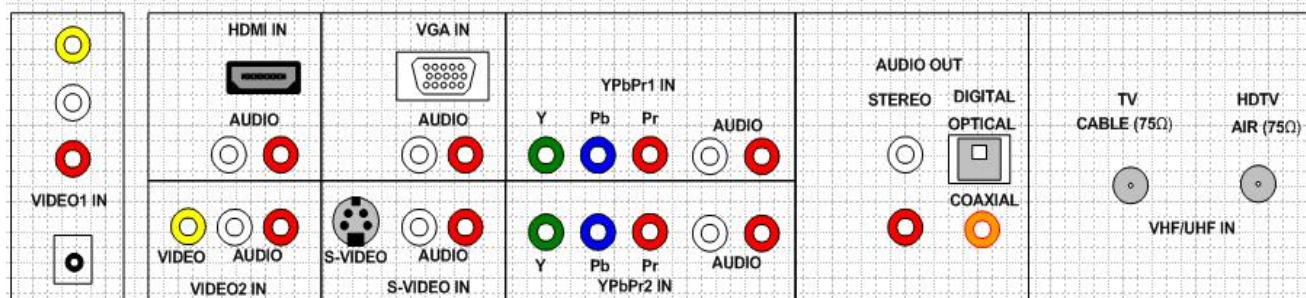 VIDEO1 IN
HDMI IN
AUDIO
VIDEO AUDIO
VIDEO2 IN
VGA IN
AUDIO
S-VIDEO AUDIO
S-VIDEO IN
YPbPr1 IN
Y Pb Pr AUDIO
Y Pb Pr AUDIO
YPbPr2 IN
AUDIO OUT
STEREO DIGITAL
OPTICAL
COAXIAL
TV HDTV
CABLE (75Ω) AIR (75Ω)
VHF/UHF IN